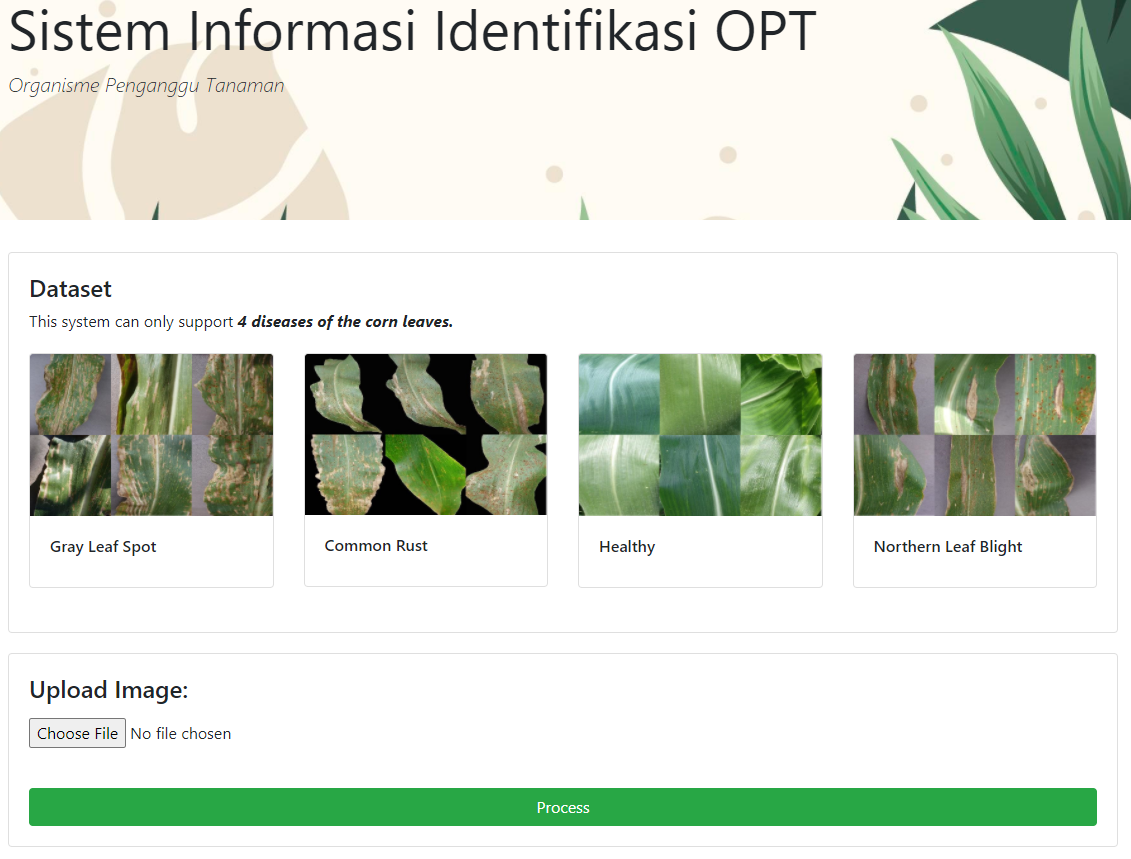 Sistem Informasi Identifikasi OPT
Organisme Penganggu Tanaman
Dataset
This system can only support 4 diseases of the corn leaves.
Gray Leaf Spot
Common Rust
Healthy
Northern Leaf Blight
Upload Image:
Choose File No file chosen
Process